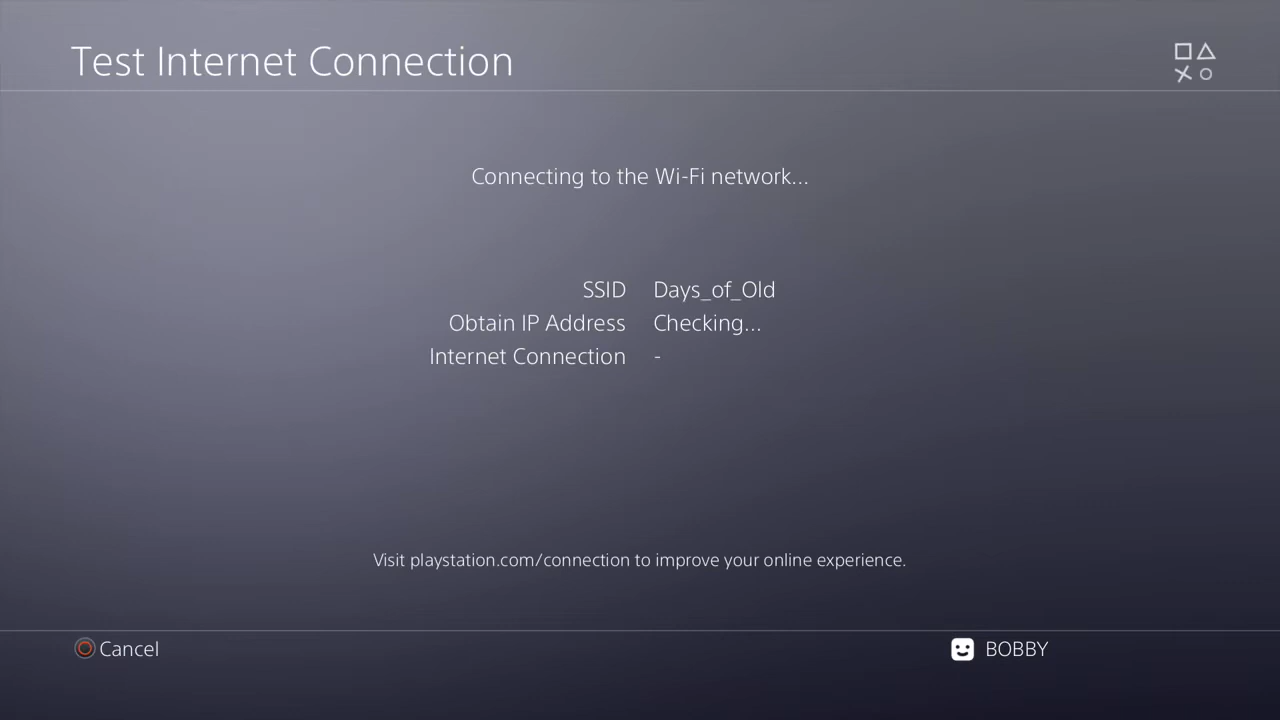 Test Internet Connection
Connecting to the Wi-Fi network...
SSID Days_of_Old
Obtain IP Address Checking...
Internet Connection -
Visit playstation.com/connection to improve your online experience.
Cancel BOBBY